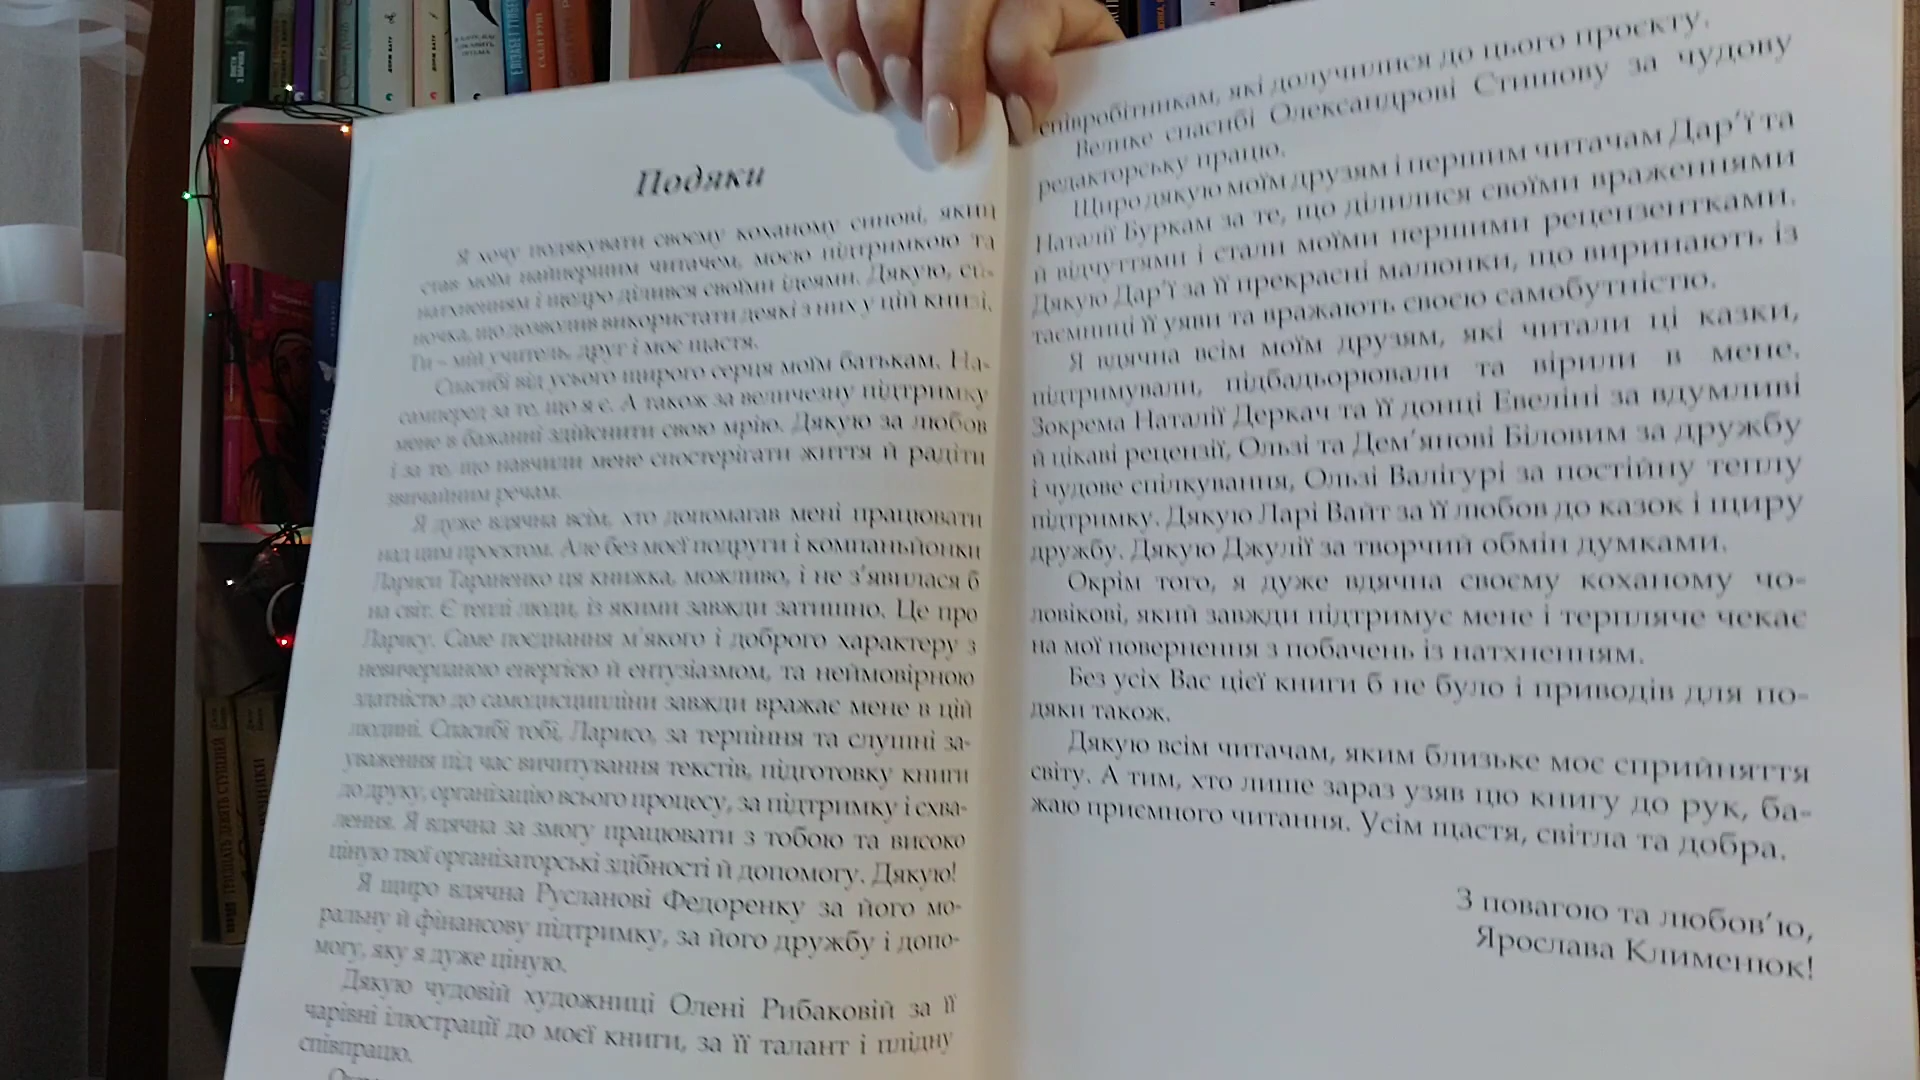 Подяки
Я хочу подякувати своєму коханому синові, який
став моїм найпершим читачем, моєю підтримкою та
натхненням і щедро ділився своїми ідеями. Дякую, си-
ночка, що дозволив використати деякі з них у цій книзі.
Ти – мій учитель, друг і моє щастя.
Спасибі від усього щирого серця моїм батькам. На-
самперед за те, що я є. А також за величезну підтримку
мене в бажанні здійснити свою мрію. Дякую за любов
і за те, що навчили мене спостерігати життя й радіти
звичайним речам.
Я дуже вдячна всім, хто допомагав мені працювати
над цим проєктом. Але без моєї подруги і компаньйонки
Лариси Тараненко ця книжка, можливо, і не з'явилася б
на світ. Є теплі люди, із якими завжди затишно. Це про
Ларису. Саме поєднання м'якого і доброго характеру з
невичерпаною енергією й ентузіазмом, та неймовірною
здатністю до самодисципліни завжди вражає мене в цій
людині. Спасибі тобі, Ларисо, за терпіння та слушні за-
уваження під час вичитування текстів, підготовку книги
до друку, організацію всього процесу, за підтримку і схва-
лення. Я вдячна за змогу працювати з тобою та високо
ціную твої організаторські здібності й допомогу. Дякую!
Я щиро вдячна Русланові Федоренку за його мо-
ральну й фінансову підтримку, за його дружбу і допо-
могу, яку я дуже ціную.
Дякую чудовій художниці Олені Рибаковій за її
чарівні ілюстрації до моєї книги, за її талант і плідну
співпрацю.
співробітникам, які долучилися до цього проєкту.
Велике спасибі Олександрові Стишову за чудову
редакторську працю.
Щиро дякую моїм друзям і першим читачам Дар'ї та
Наталії Буркам за те, що ділилися своїми враженнями
й відчуттями і стали моїми першими рецензентками.
Дякую Дар'ї за її прекрасні малюнки, що виринають із
таємниці її уяви та вражають своєю самобутністю.
Я вдячна всім моїм друзям, які читали ці казки,
підтримували, підбадьорювали та вірили в мене.
Зокрема Наталії Деркач та її донці Евеліні за вдумливі
й цікаві рецензії, Ользі та Дем'янові Біловим за дружбу
і чудове спілкування, Ользі Валігурі за постійну теплу
підтримку. Дякую Ларі Вайт за її любов до казок і щиру
дружбу. Дякую Джулії за творчий обмін думками.
Окрім того, я дуже вдячна своєму коханому чо-
ловікові, який завжди підтримує мене і терпляче чекає
на мої повернення з побачень із натхненням.
Без усіх Вас цієї книги б не було і приводів для по-
дяки також.
Дякую всім читачам, яким близьке моє сприйняття
світу. А тим, хто лише зараз узяв цю книгу до рук, ба-
жаю приємного читання. Усім щастя, світла та добра.
З повагою та любов'ю,
Ярослава Клименюк!